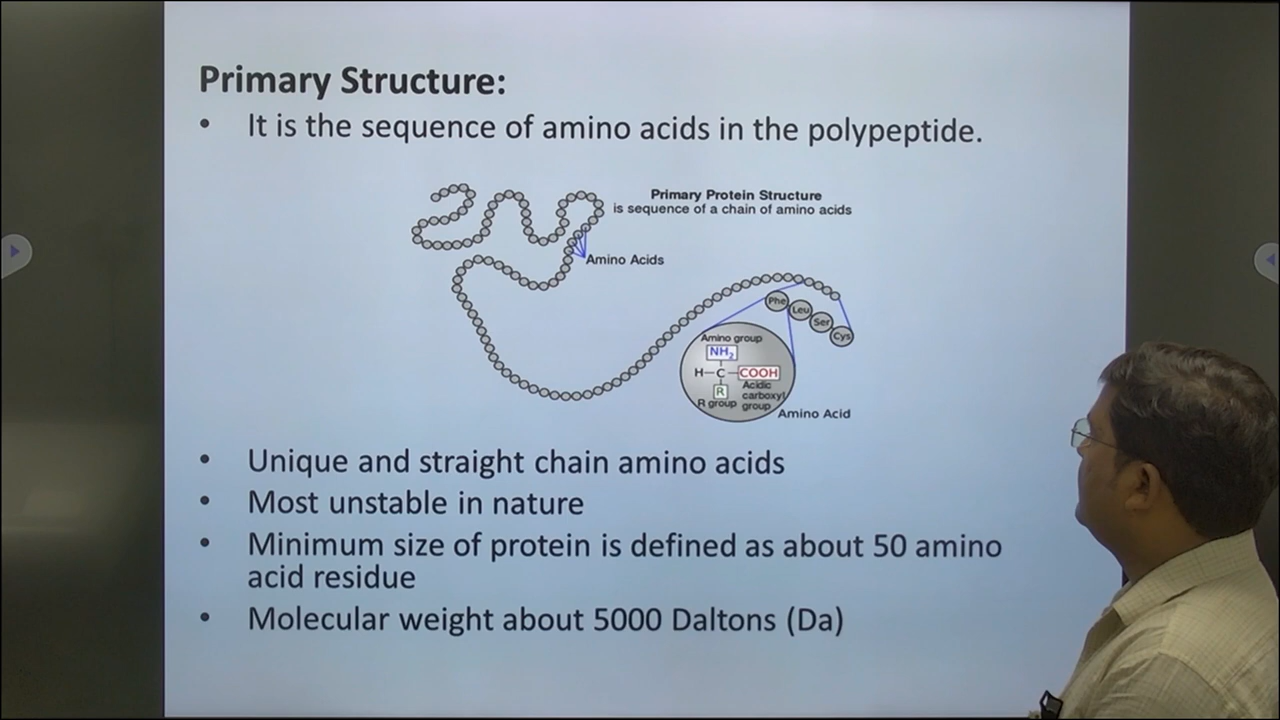 Primary Structure:
• It is the sequence of amino acids in the polypeptide.
Primary Protein Structure
is sequence of a chain of amino acids
Amino Acids
Phe
Leu
Ser
Cys
Amino group
NH₂
H—C—COOH
R
Acidic
carboxyl
group
R group
Amino Acid
• Unique and straight chain amino acids
• Most unstable in nature
• Minimum size of protein is defined as about 50 amino
acid residue
• Molecular weight about 5000 Daltons (Da)